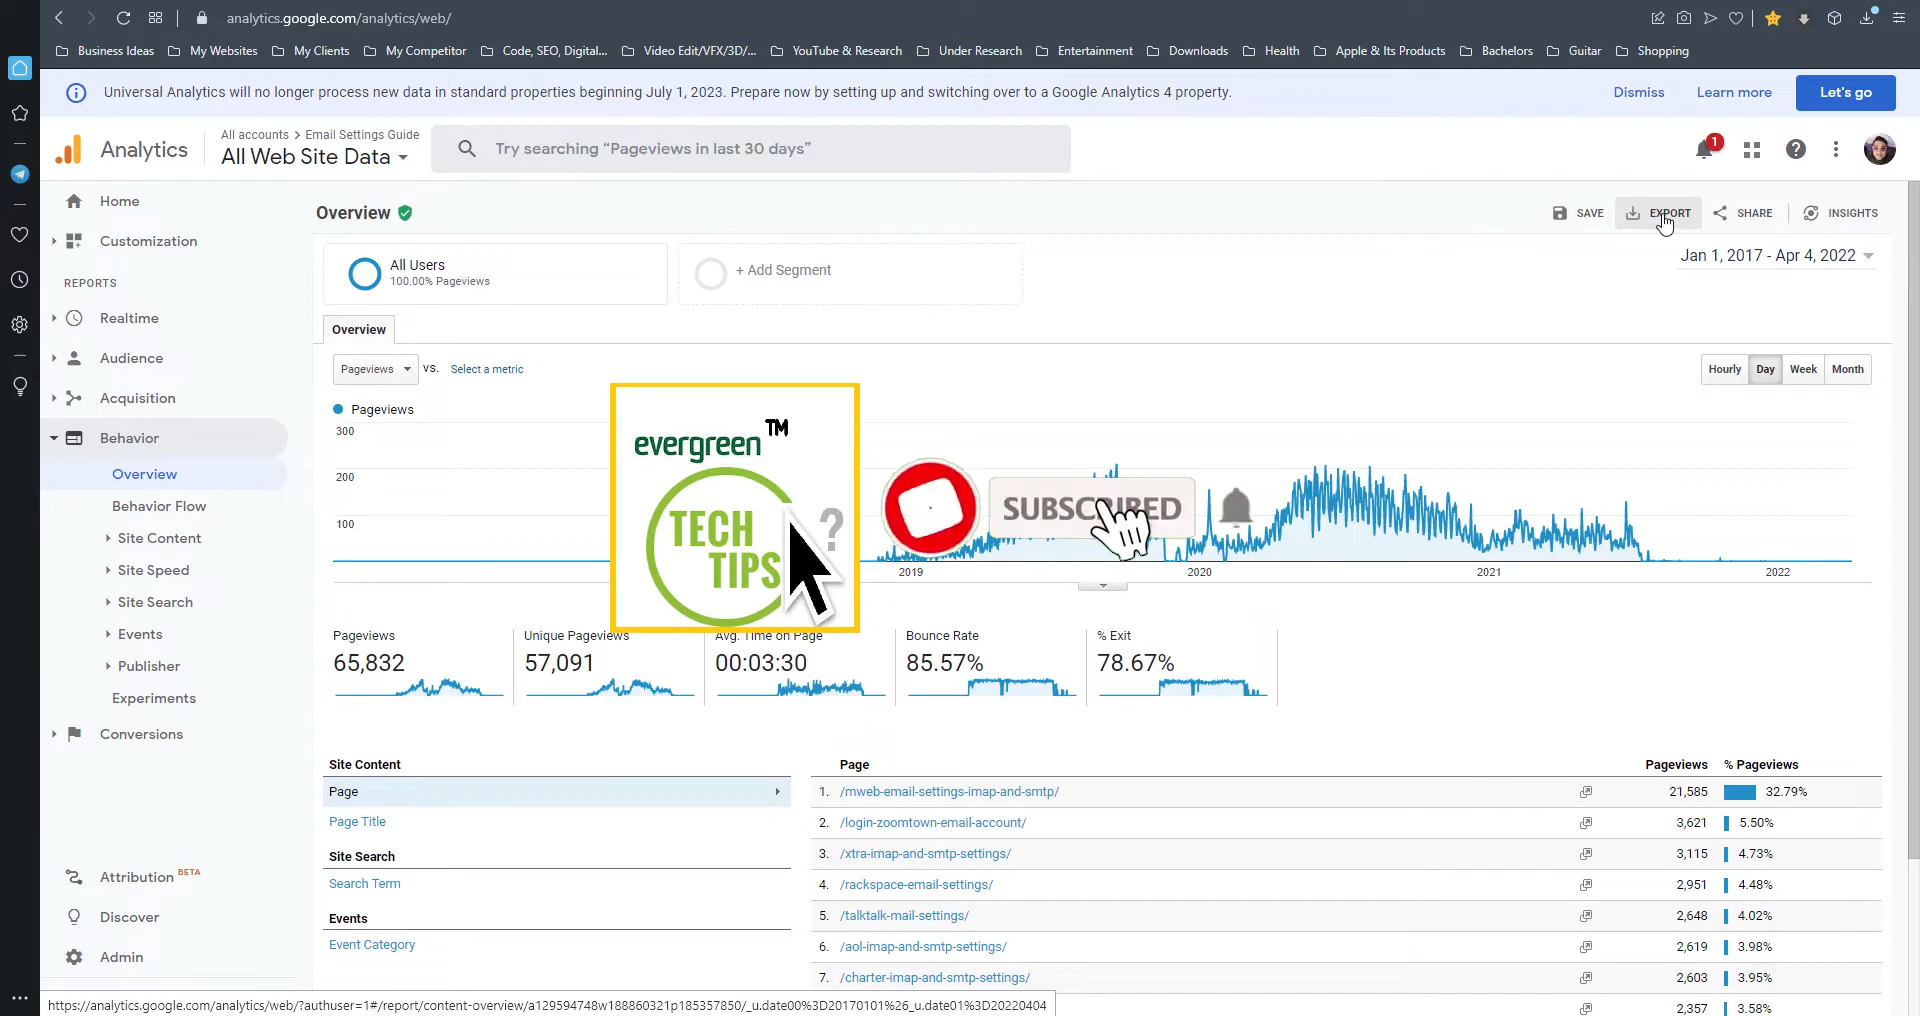 analytics.google.com/analytics/web/
Business Ideas My Websites My Clients My Competitor Code, SEO, Digital... Video Edit/VFX/3D/... YouTube & Research Under Research Entertainment Downloads Health Apple & Its Products Bachelors Guitar Shopping
Universal Analytics will no longer process new data in standard properties beginning July 1, 2023. Prepare now by setting up and switching over to a Google Analytics 4 property. Dismiss Learn more Let's go
Analytics
All accounts > Email Settings Guide
All Web Site Data
Try searching “Pageviews in last 30 days”
1
Home
Customization
REPORTS
Realtime
Audience
Acquisition
Behavior
Overview
Behavior Flow
Site Content
Site Speed
Site Search
Events
Publisher
Experiments
Conversions
Attribution BETA
Discover
Admin
Overview
SAVE EXPORT SHARE INSIGHTS
All Users
100.00% Pageviews
+ Add Segment
Jan 1, 2017 - Apr 4, 2022
Overview
Pageviews VS. Select a metric
Hourly Day Week Month
Pageviews
300
200
100
2019 2020 2021 2022
evergreen TM
TECH ?
TIPS
SUBSCRIBED
Pageviews
65,832
Unique Pageviews
57,091
Avg. Time on Page
00:03:30
Bounce Rate
85.57%
% Exit
78.67%
Site Content
Page
Page Title
Site Search
Search Term
Events
Event Category
Page Pageviews % Pageviews
1. /mweb-email-settings-imap-and-smtp/ 21,585 32.79%
2. /login-zoomtown-email-account/ 3,621 5.50%
3. /xtra-imap-and-smtp-settings/ 3,115 4.73%
4. /rackspace-email-settings/ 2,951 4.48%
5. /talktalk-mail-settings/ 2,648 4.02%
6. /aol-imap-and-smtp-settings/ 2,619 3.98%
7. /charter-imap-and-smtp-settings/ 2,603 3.95%
2,357 3.58%
https://analytics.google.com/analytics/web/?authuser=1#/report/content-overview/a129594748w188860321p185357850/_u.date00%3D20170101%26_u.date01%3D20220404